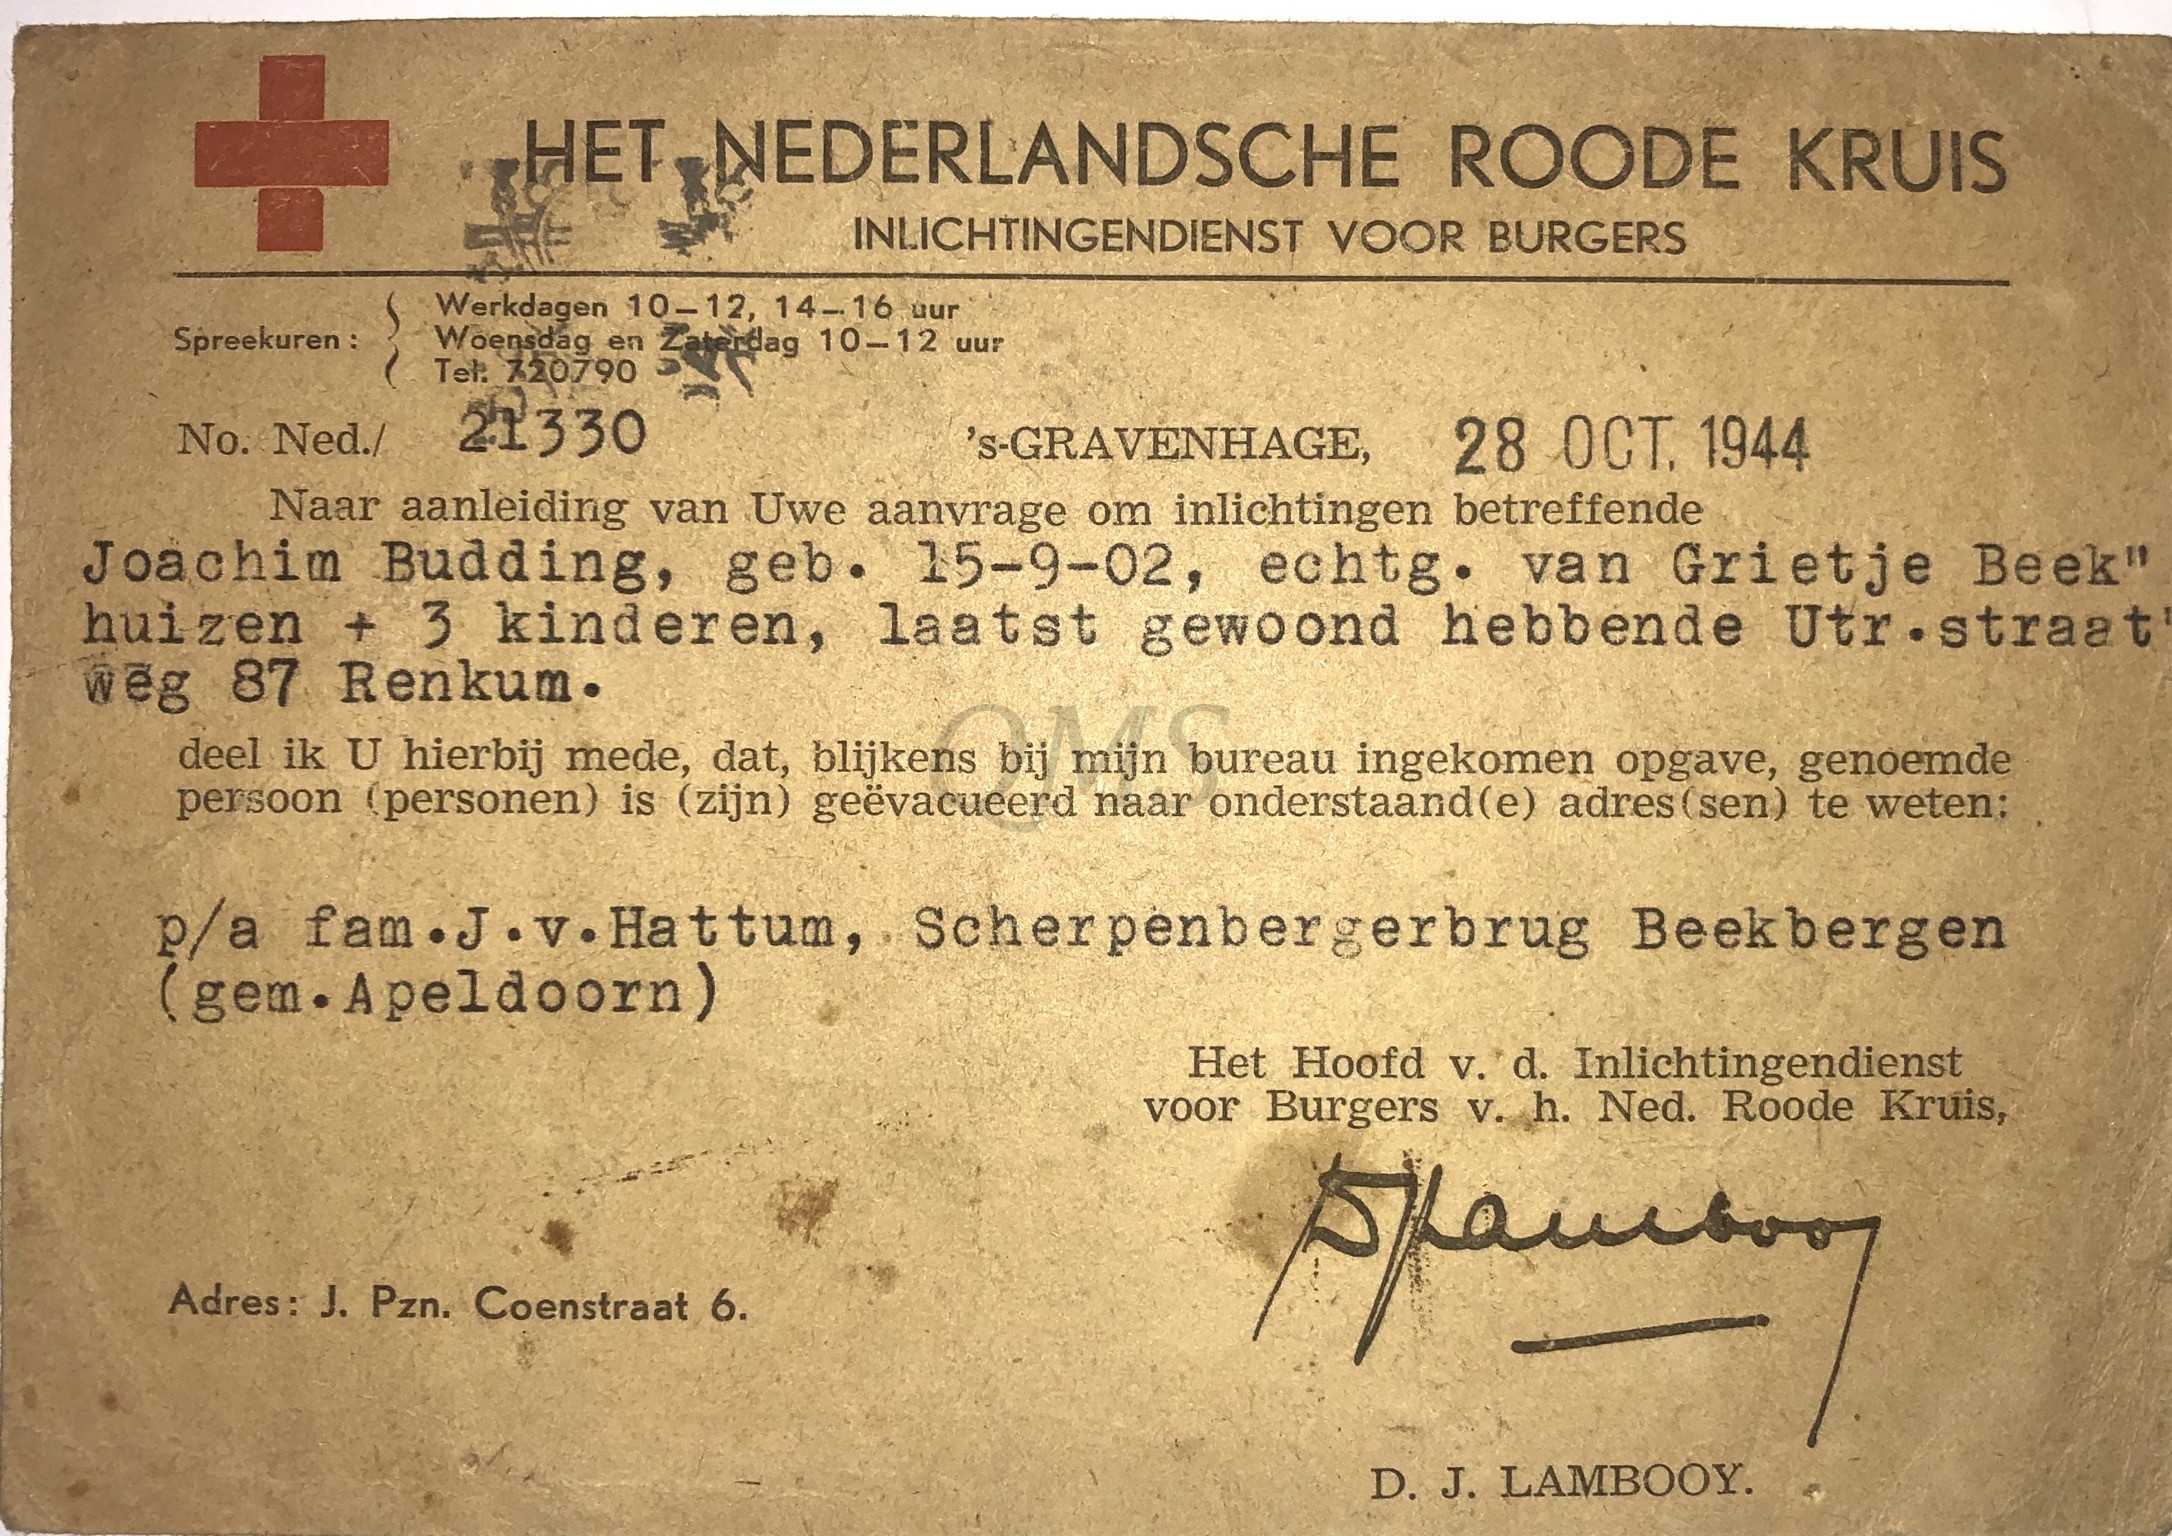 HET NEDERLANDSCHE ROODE KRUIS
INLICHTINGENDIENST VOOR BURGERS
Spreekuren:
Werkdagen 10—12, 14—16 uur
Woensdag en Zaterdag 10—12 uur
Tel. 720790
No. Ned./ 21330 's-GRAVENHAGE, 28 OCT. 1944
Naar aanleiding van Uwe aanvrage om inlichtingen betreffende
Joachim Budding, geb. 15-9-02, echtg. van Grietje Beek"
huizen + 3 kinderen, laatst gewoond hebbende Utr.straat"
weg 87 Renkum.
deel ik U hierbij mede, dat, blijkens bij mijn bureau ingekomen opgave, genoemde
persoon (personen) is (zijn) geëvacueerd naar onderstaand(e) adres(sen) te weten:
QMS
p/a fam.J.v.Hattum, Scherpenbergerbrug Beekbergen
(gem.Apeldoorn)
Het Hoofd v. d. Inlichtingendienst
voor Burgers v. h. Ned. Roode Kruis,
DJLambooy
Adres: J. Pzn. Coenstraat 6.
D. J. LAMBOOY.